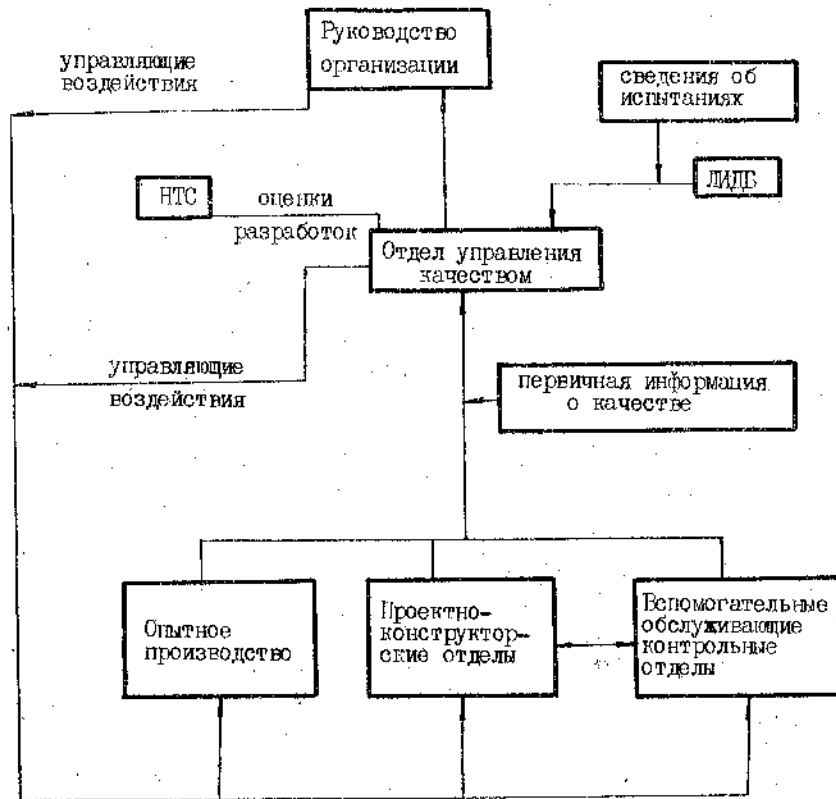 Руководство
организации
управляющие
воздействия
сведения об
испытаниях
НТС
оценки
разработок
ЛИДБ
Отдел управления
качеством
управляющие
воздействия
первичная информация
о качестве
Опытное
производство
Проектно-
конструктор-
ские отделы
Вспомогательные
обслуживающие
контрольные
отделы